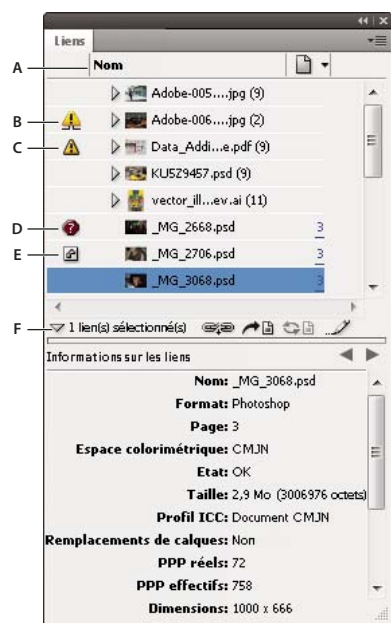 Liens
A
Nom
Adobe-005....jpg (9)
B
Adobe-006....jpg (2)
C
Data_Addi...e.pdf (9)
KU5Z9457.psd (9)
vector_ill...ev.ai (11)
D
_MG_2668.psd 3
E
_MG_2706.psd 3
_MG_3068.psd 3
F
1 lien(s) sélectionné(s)
Informations sur les liens
Nom: _MG_3068.psd
Format: Photoshop
Page: 3
Espace colorimétrique: CMJN
Etat: OK
Taille: 2,9 Mo (3006976 octets)
Profil ICC: Document CMJN
Remplacements de calques: Non
PPP réels: 72
PPP effectifs: 758
Dimensions: 1000 x 666